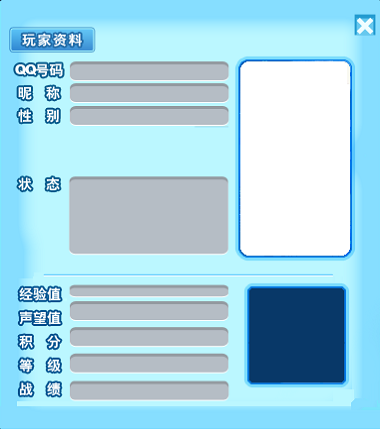 玩家资料
QQ号码
昵 称
性 别
状 态
经验值
声望值
积 分
等 级
战 绩